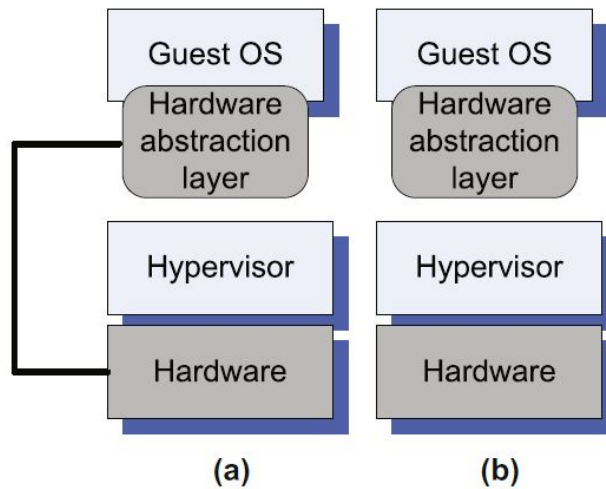 Guest OS
Hardware
abstraction
layer
Hypervisor
Hardware
(a)
Guest OS
Hardware
abstraction
layer
Hypervisor
Hardware
(b)